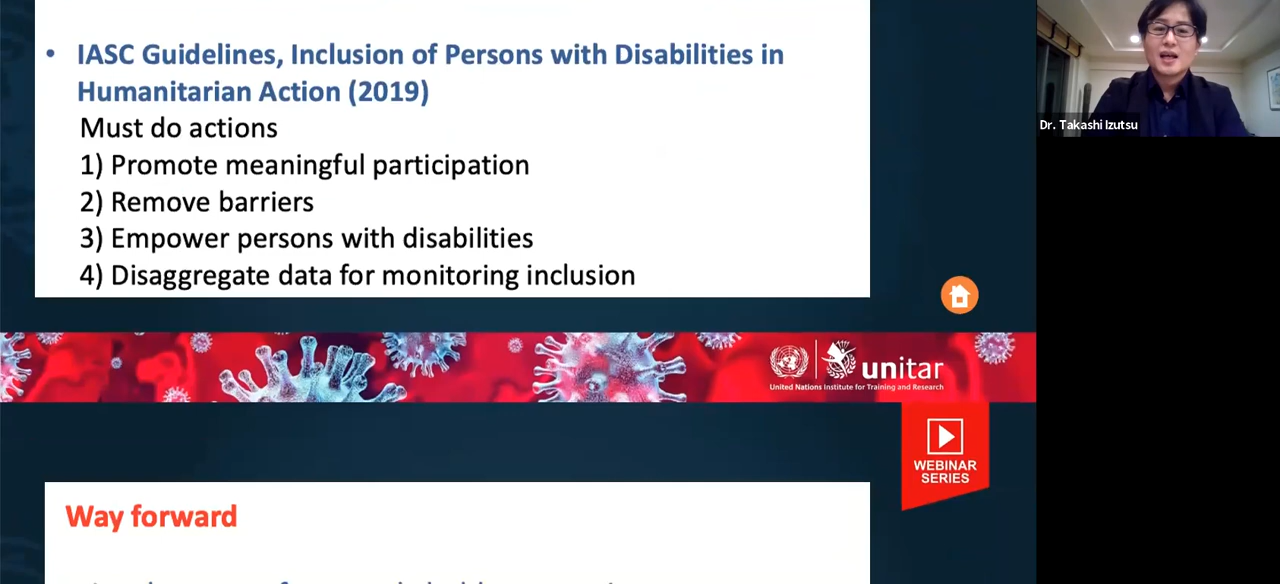 • IASC Guidelines, Inclusion of Persons with Disabilities in
Humanitarian Action (2019)
Must do actions
1) Promote meaningful participation
2) Remove barriers
3) Empower persons with disabilities
4) Disaggregate data for monitoring inclusion
Dr. Takashi Izutsu
unitar
United Nations Institute for Training and Research
WEBINAR
SERIES
Way forward